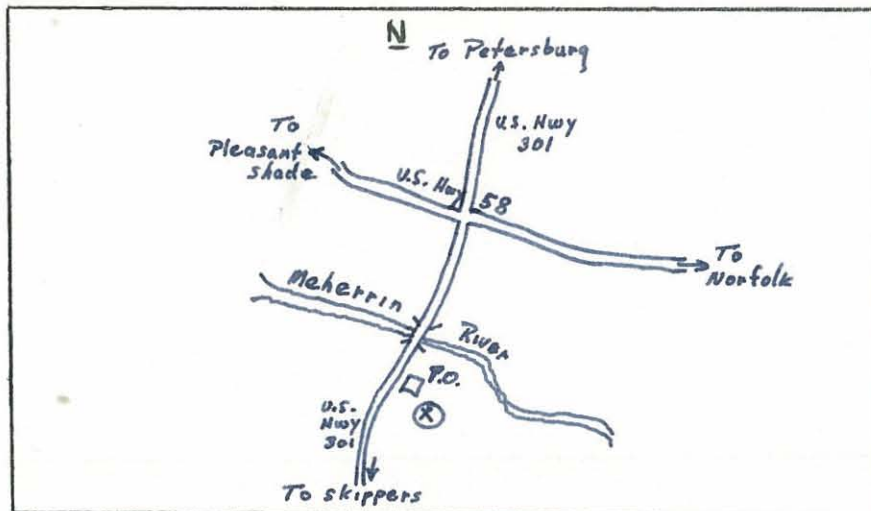 N
To Petersburg
U.S. Hwy
301
To
Pleasant
shade
U.S. Hwy
58
To
Norfolk
Meherrin
River
P.O.
X
U.S.
Hwy
301
To skippers